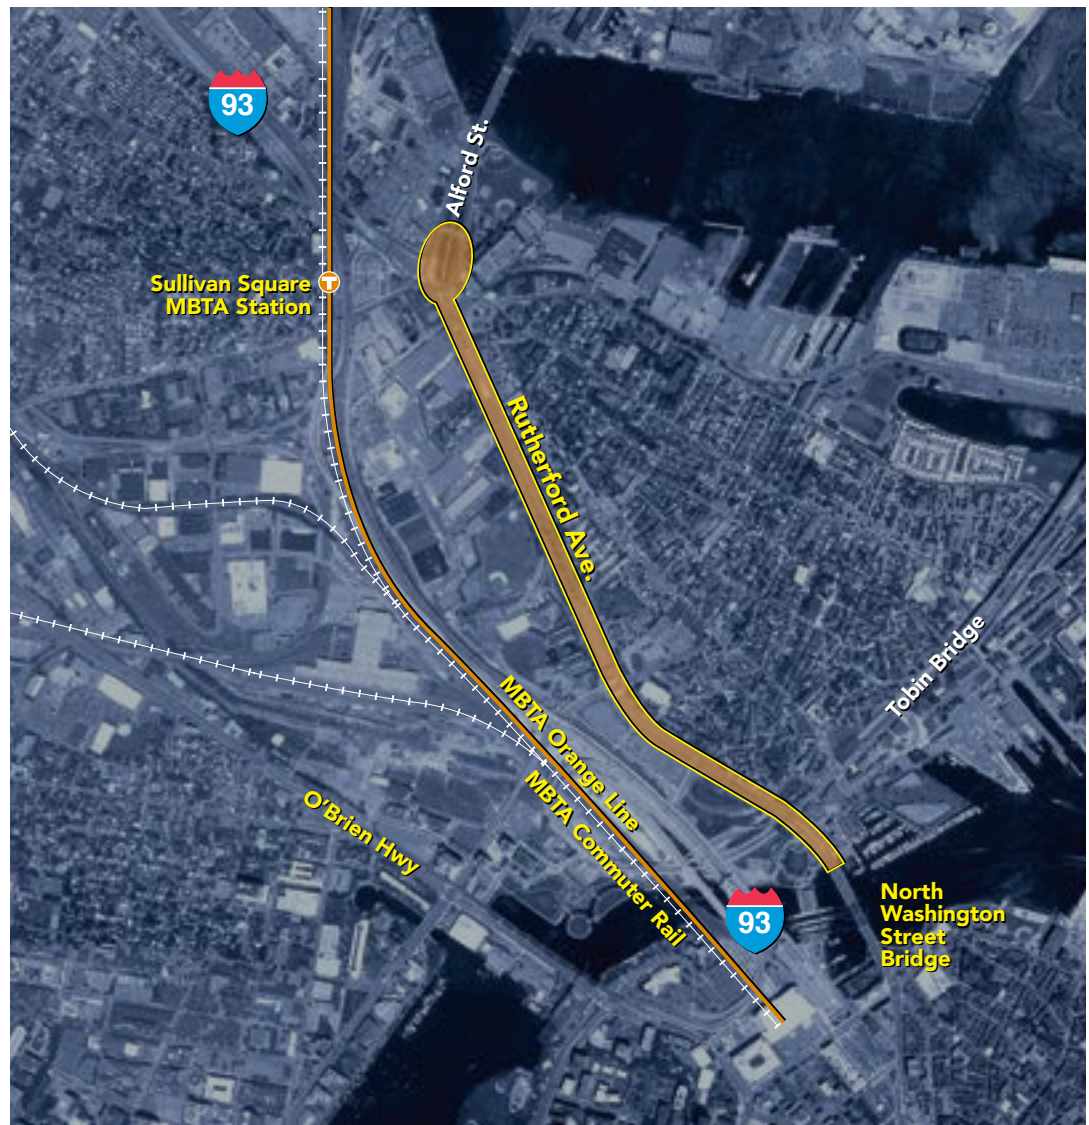 93
Alford St.
Sullivan Square
MBTA Station
T
Rutherford Ave.
Tobin Bridge
MBTA Orange Line
MBTA Commuter Rail
O'Brien Hwy
93
North
Washington
Street
Bridge